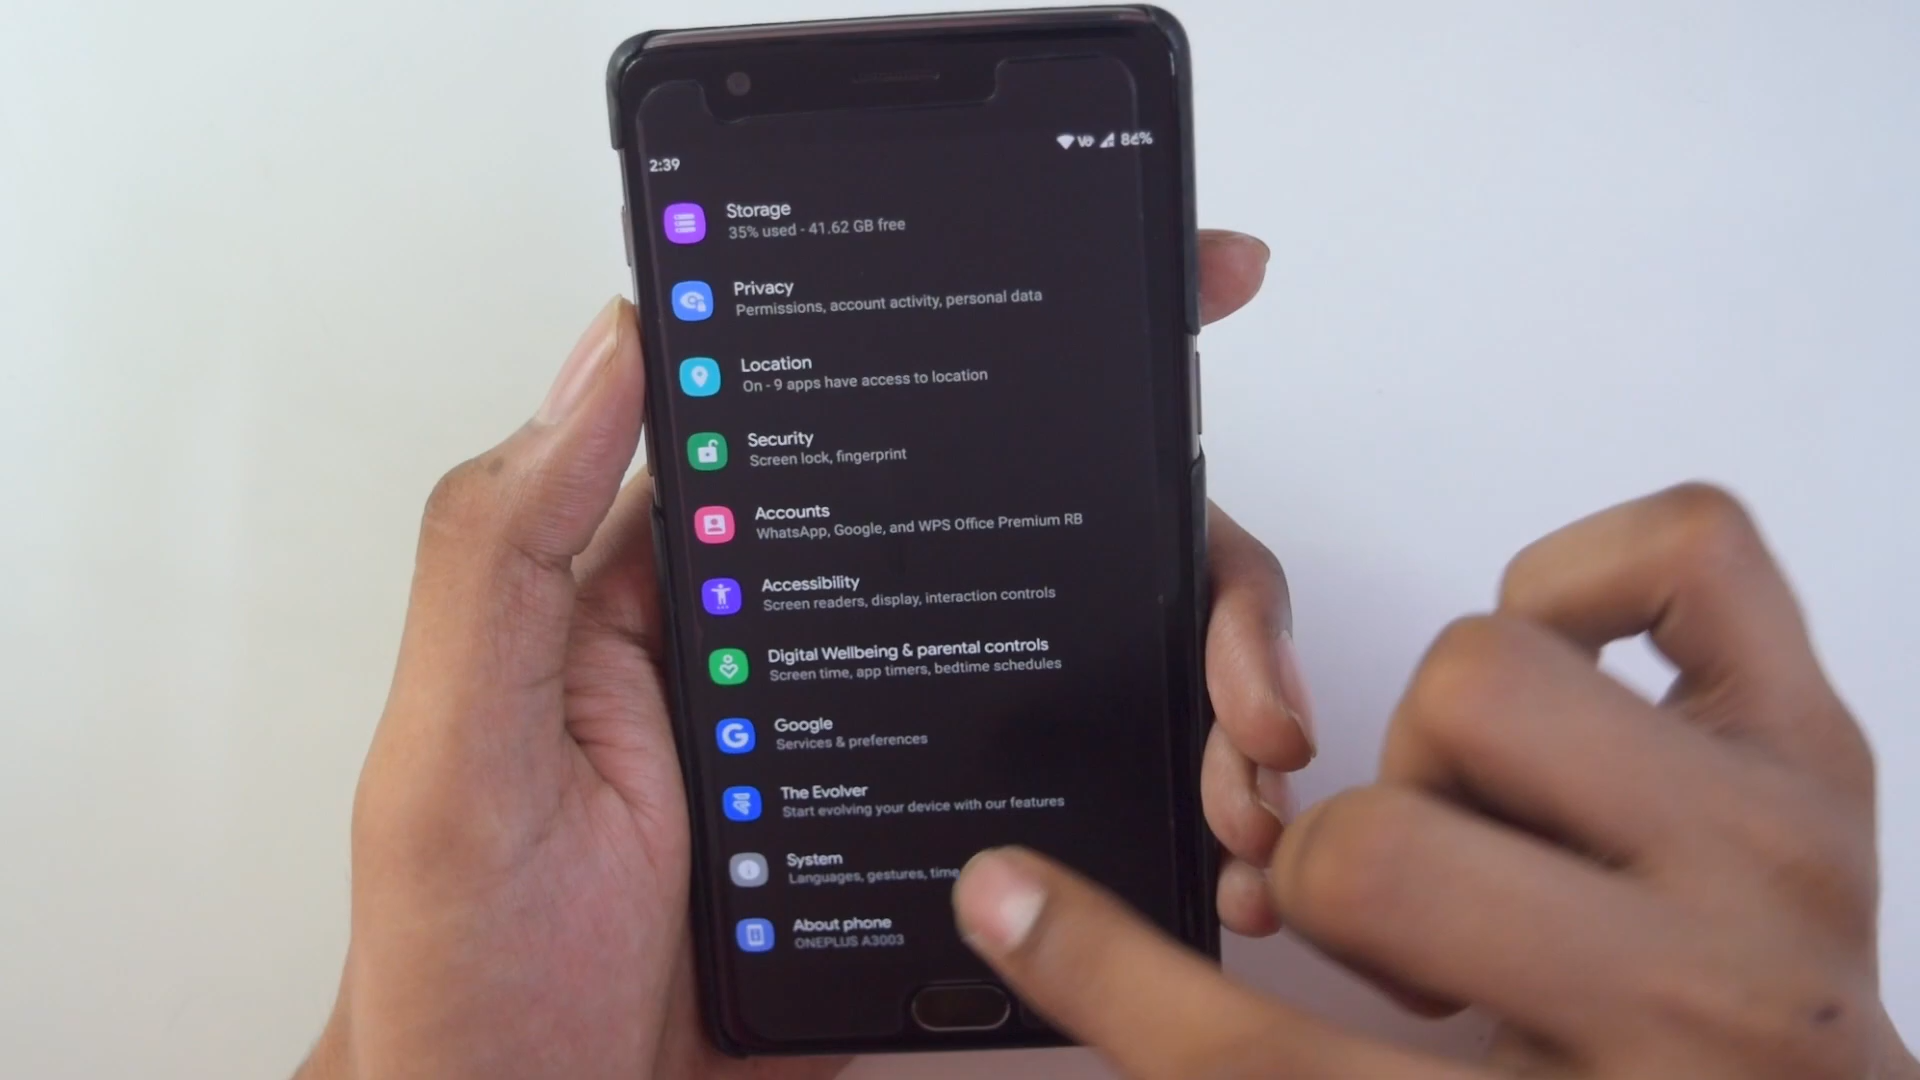 2:39
86%
Storage
35% used - 41.62 GB free
Privacy
Permissions, account activity, personal data
Location
On - 9 apps have access to location
Security
Screen lock, fingerprint
Accounts
WhatsApp, Google, and WPS Office Premium RB
Accessibility
Screen readers, display, interaction controls
Digital Wellbeing & parental controls
Screen time, app timers, bedtime schedules
Google
Services & preferences
The Evolver
Start evolving your device with our features
System
Languages, gestures, time
About phone
ONEPLUS A3003